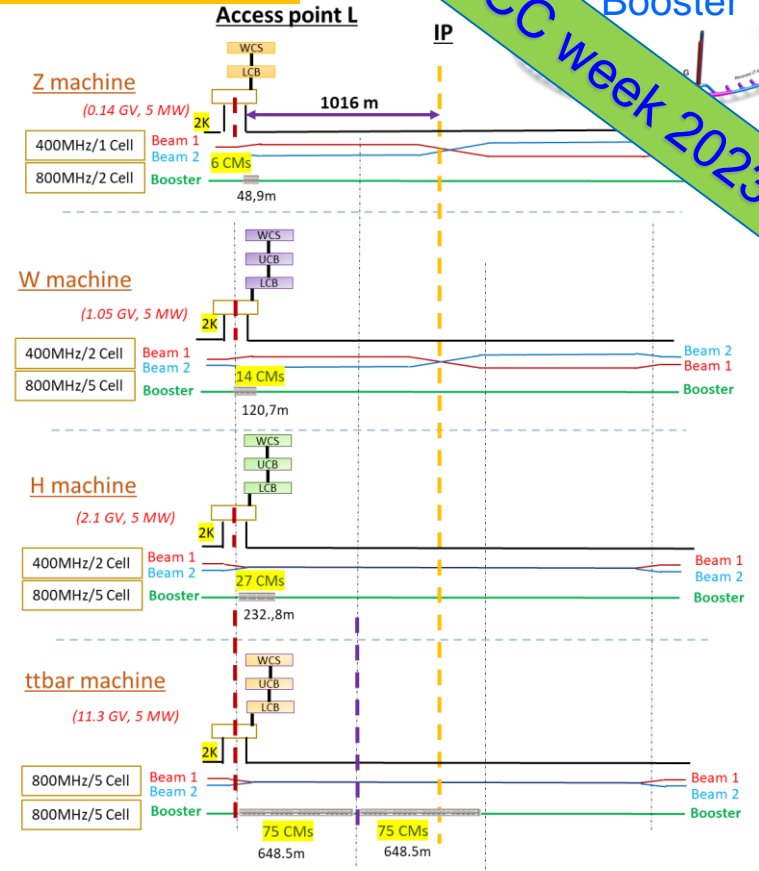 Booster
CC week 2023
Access point L
IP
WCS
LCB
Z machine
(0.14 GV, 5 MW)
1016 m
2K
400MHz/1 Cell
Beam 1
Beam 2
6 CMs
800MHz/2 Cell
Booster
48,9m
WCS
UCB
LCB
W machine
(1.05 GV, 5 MW)
2K
400MHz/2 Cell
Beam 1
Beam 2
Beam 2
Beam 1
14 CMs
800MHz/5 Cell
Booster
Booster
120,7m
WCS
UCB
LCB
H machine
(2.1 GV, 5 MW)
2K
400MHz/2 Cell
Beam 1
Beam 2
Beam 1
Beam 2
27 CMs
800MHz/5 Cell
Booster
Booster
232.,8m
WCS
UCB
LCB
ttbar machine
(11.3 GV, 5 MW)
2K
800MHz/5 Cell
Beam 1
Beam 2
Beam 1
Beam 2
800MHz/5 Cell
Booster
Booster
75 CMs
75 CMs
648.5m
648.5m